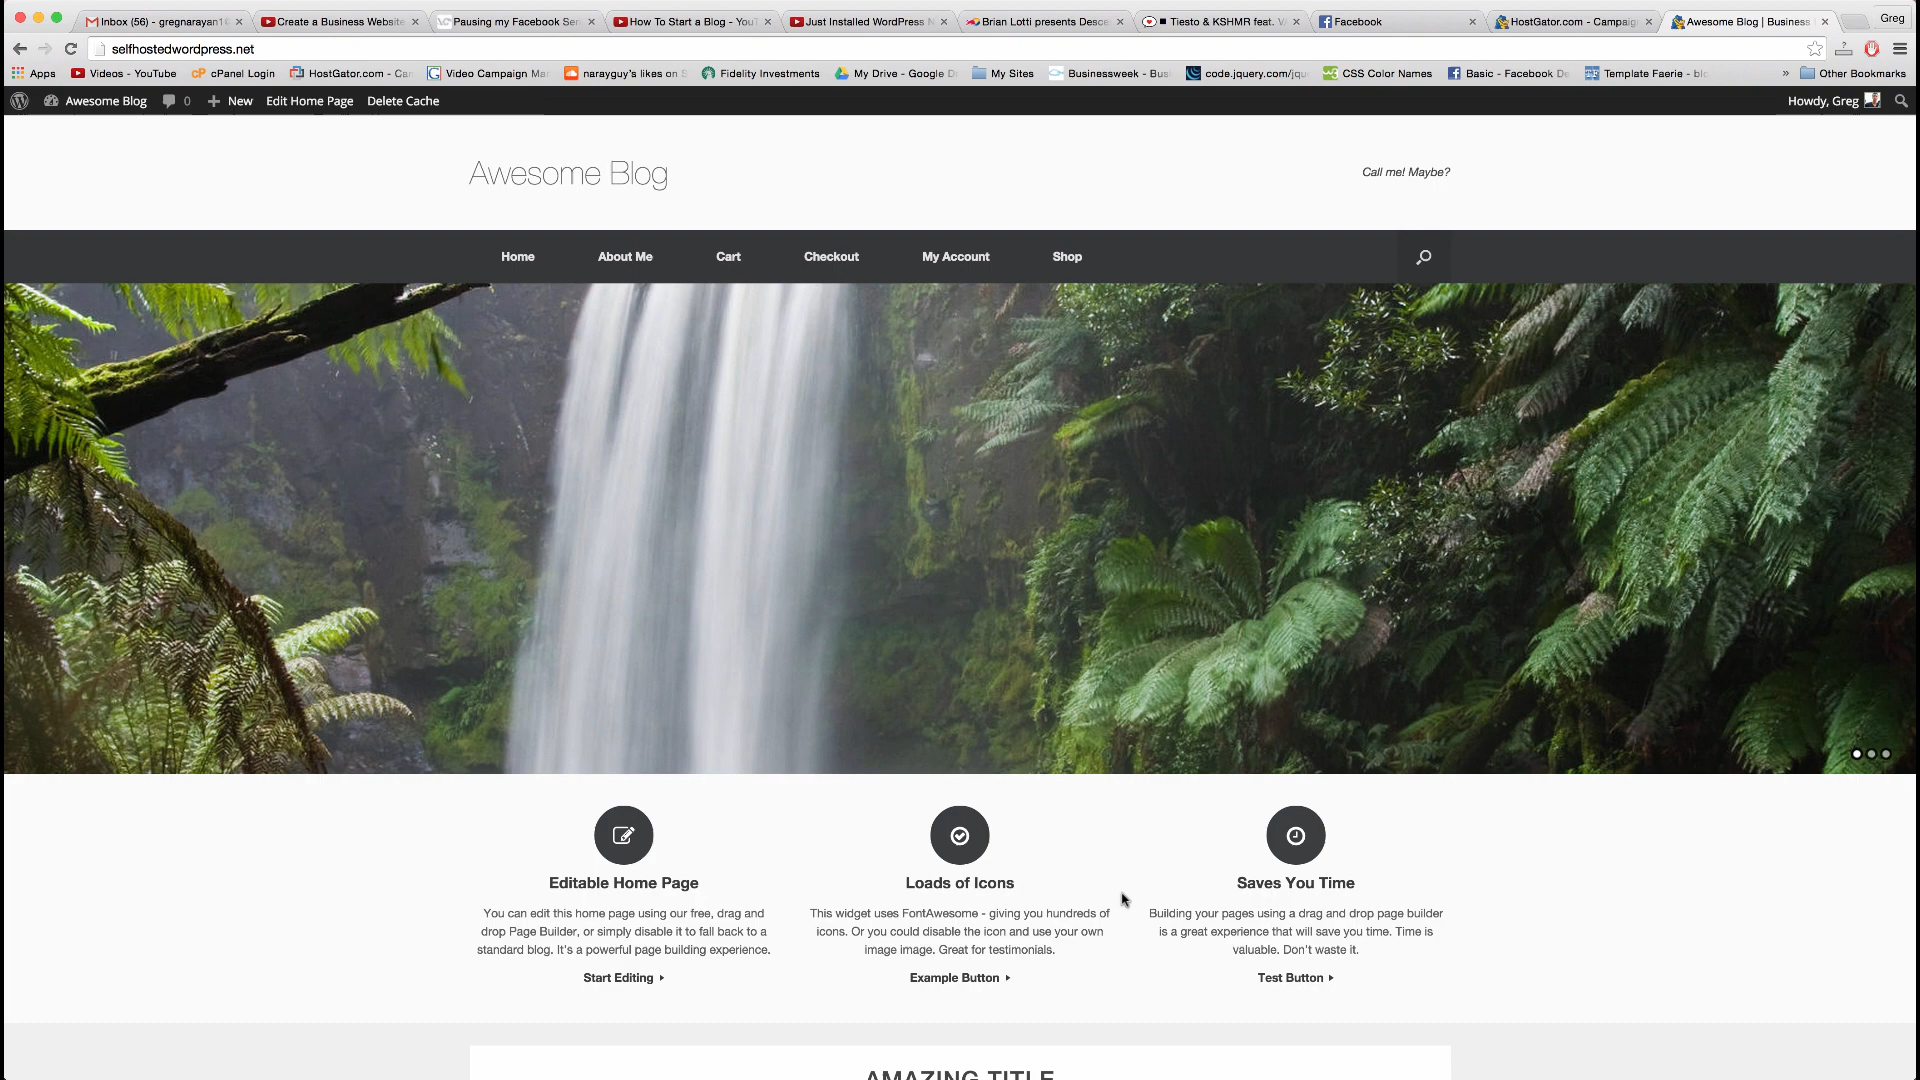 Inbox (56) - gregnarayan1
Create a Business Website
Pausing my Facebook Ser
How To Start a Blog - You
Just Installed WordPress N
Brian Lotti presents Desce
Tiesto & KSHMR feat. V
Facebook
HostGator.com - Campaig
Awesome Blog | Business
Greg
selfhostedwordpress.net
Apps
Videos - YouTube
cPanel Login
HostGator.com - Ca
Video Campaign Ma
narayguy's likes on S
Fidelity Investments
My Drive - Google D
My Sites
Businessweek - Bus
code.jquery.com/jqu
CSS Color Names
Basic - Facebook De
Template Faerie - blo
»
Other Bookmarks
Awesome Blog
0
New
Edit Home Page
Delete Cache
Howdy, Greg
Awesome Blog
Call me! Maybe?
Home
About Me
Cart
Checkout
My Account
Shop
Editable Home Page
You can edit this home page using our free, drag and
drop Page Builder, or simply disable it to fall back to a
standard blog. It's a powerful page building experience.
Start Editing
Loads of Icons
This widget uses FontAwesome - giving you hundreds of
icons. Or you could disable the icon and use your own
image image. Great for testimonials.
Example Button
Saves You Time
Building your pages using a drag and drop page builder
is a great experience that will save you time. Time is
valuable. Don't waste it.
Test Button
AMAZING TITLE